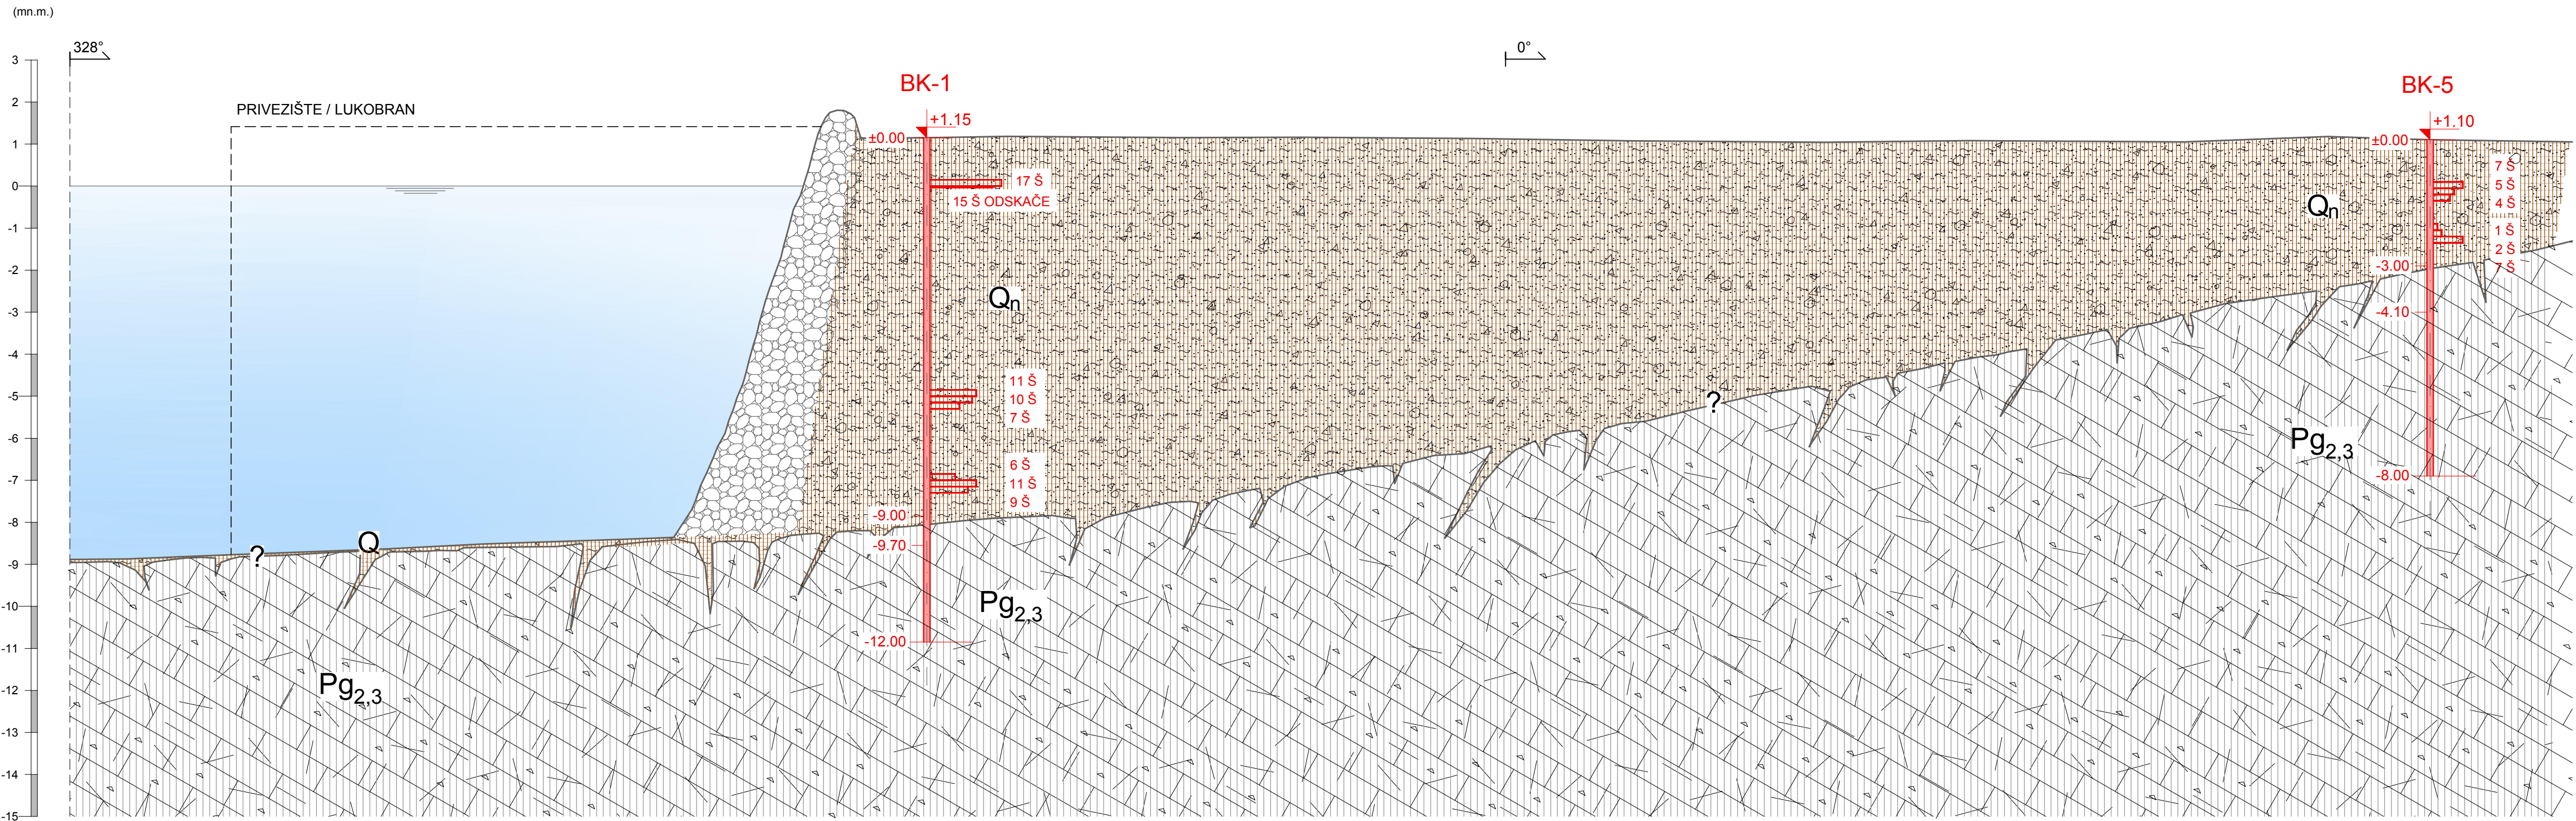 (mn.m.)
328°
0°
3
2
1
0
-1
-2
-3
-4
-5
-6
-7
-8
-9
-10
-11
-12
-13
-14
-15
PRIVEZIŠTE / LUKOBRAN
BK-1
+1.15
±0.00
17 Š
15 Š ODSKAČE
Qn
11 Š
10 Š
7 Š
6 Š
11 Š
9 Š
-9.00
-9.70
-12.00
Pg2,3
?
Q
Pg2,3
?
BK-5
+1.10
±0.00
7 Š
5 Š
4 Š
1 Š
2 Š
7 Š
Qn
-3.00
-4.10
Pg2,3
-8.00